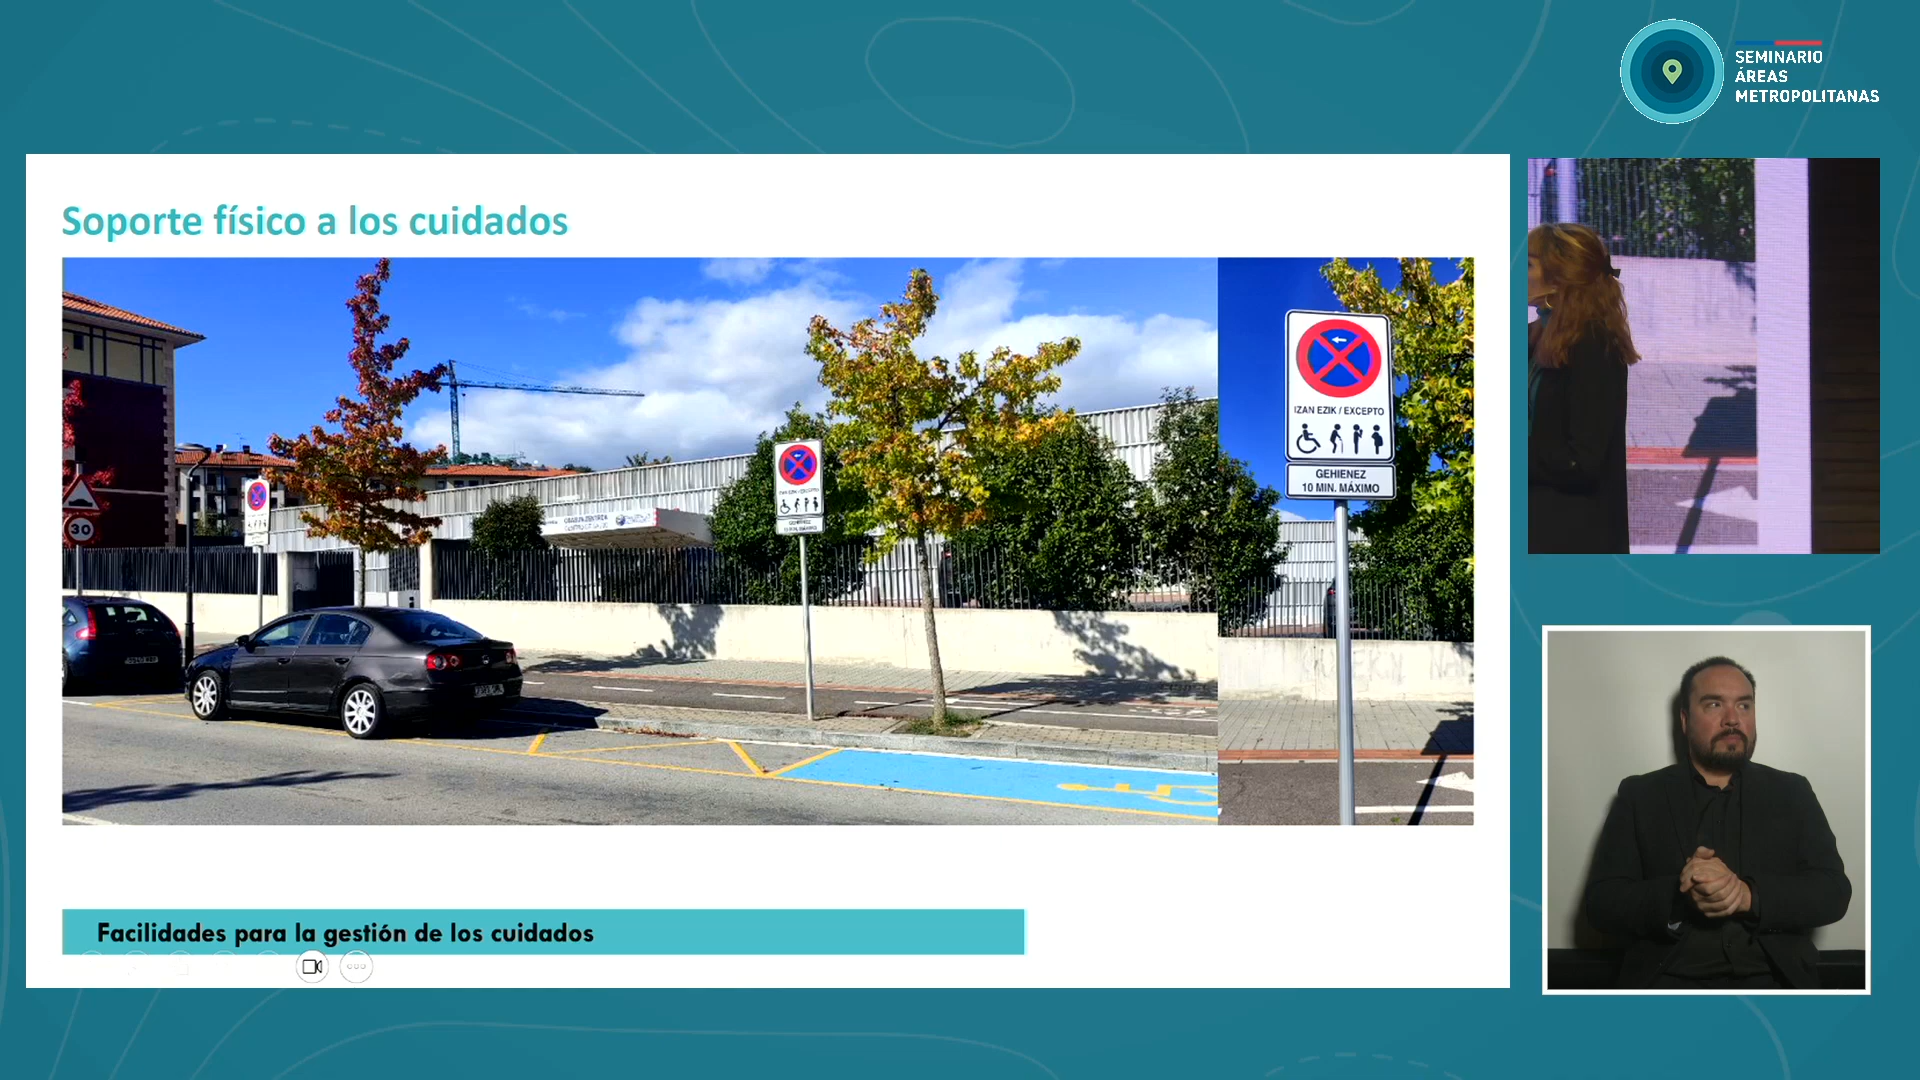 SEMINARIO
ÁREAS
METROPOLITANAS
Soporte físico a los cuidados
30
IZAN EZIK / EXCEPTO
GEHIENEZ
10 MIN. MÁXIMO
Facilidades para la gestión de los cuidados